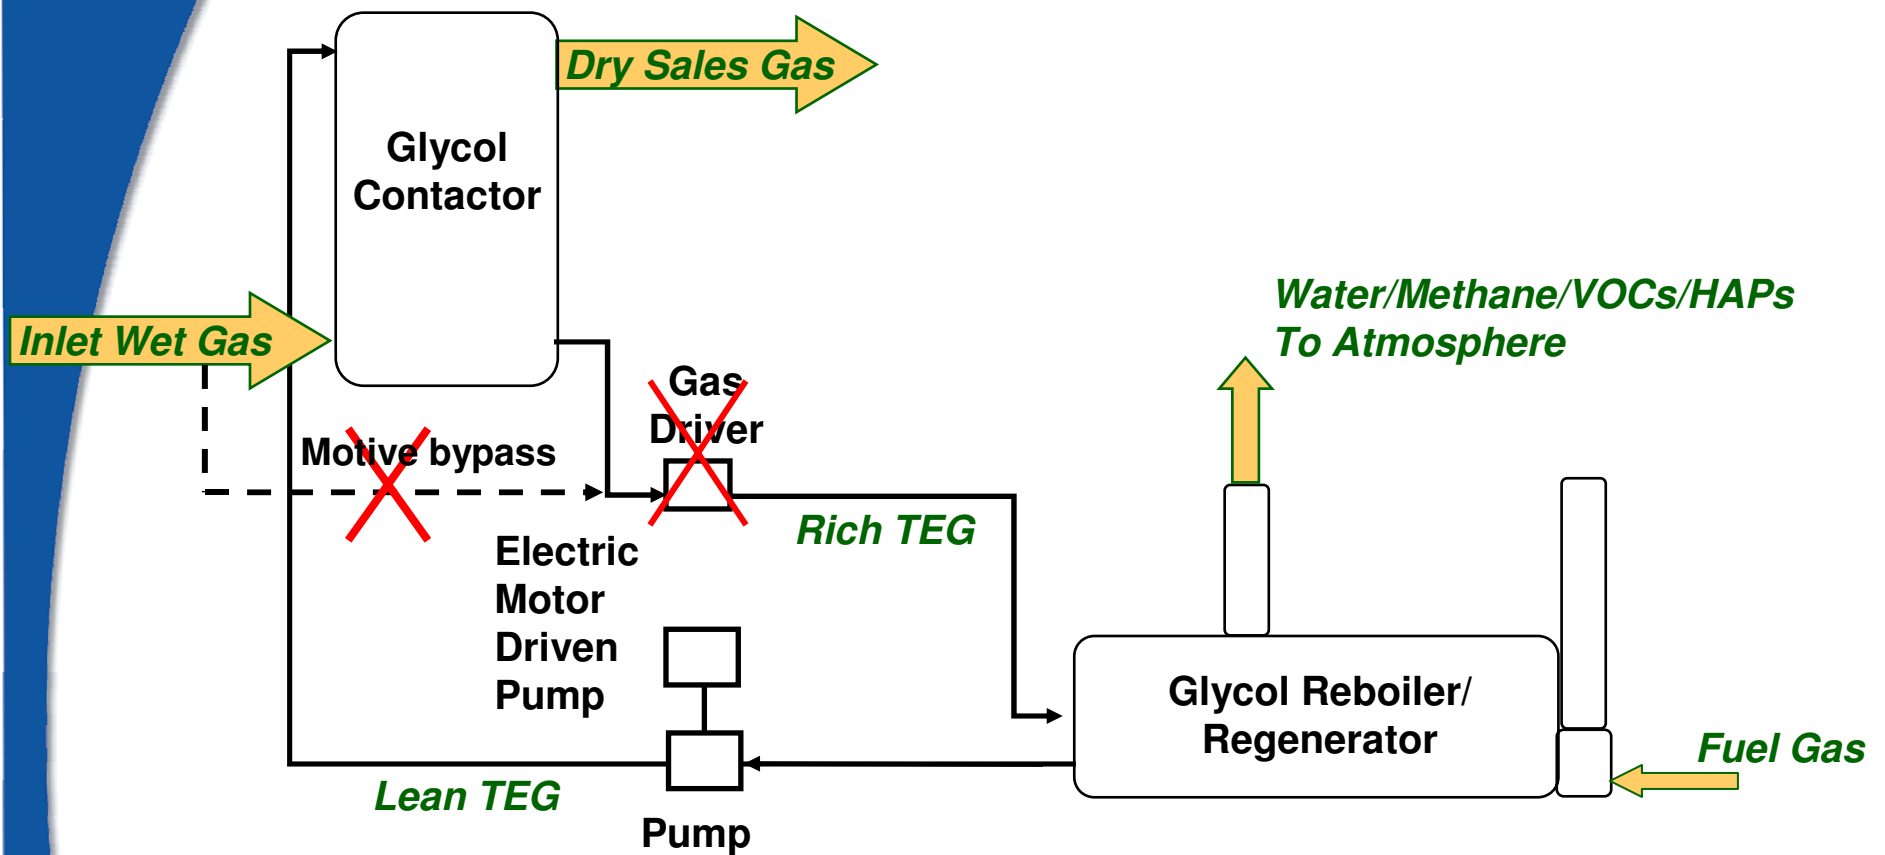 Dry Sales Gas
Glycol
Contactor
Water/Methane/VOCs/HAPs
To Atmosphere
Inlet Wet Gas
Gas
Driver
Motive bypass
Rich TEG
Electric
Motor
Driven
Pump
Glycol Reboiler/
Regenerator
Fuel Gas
Lean TEG
Pump